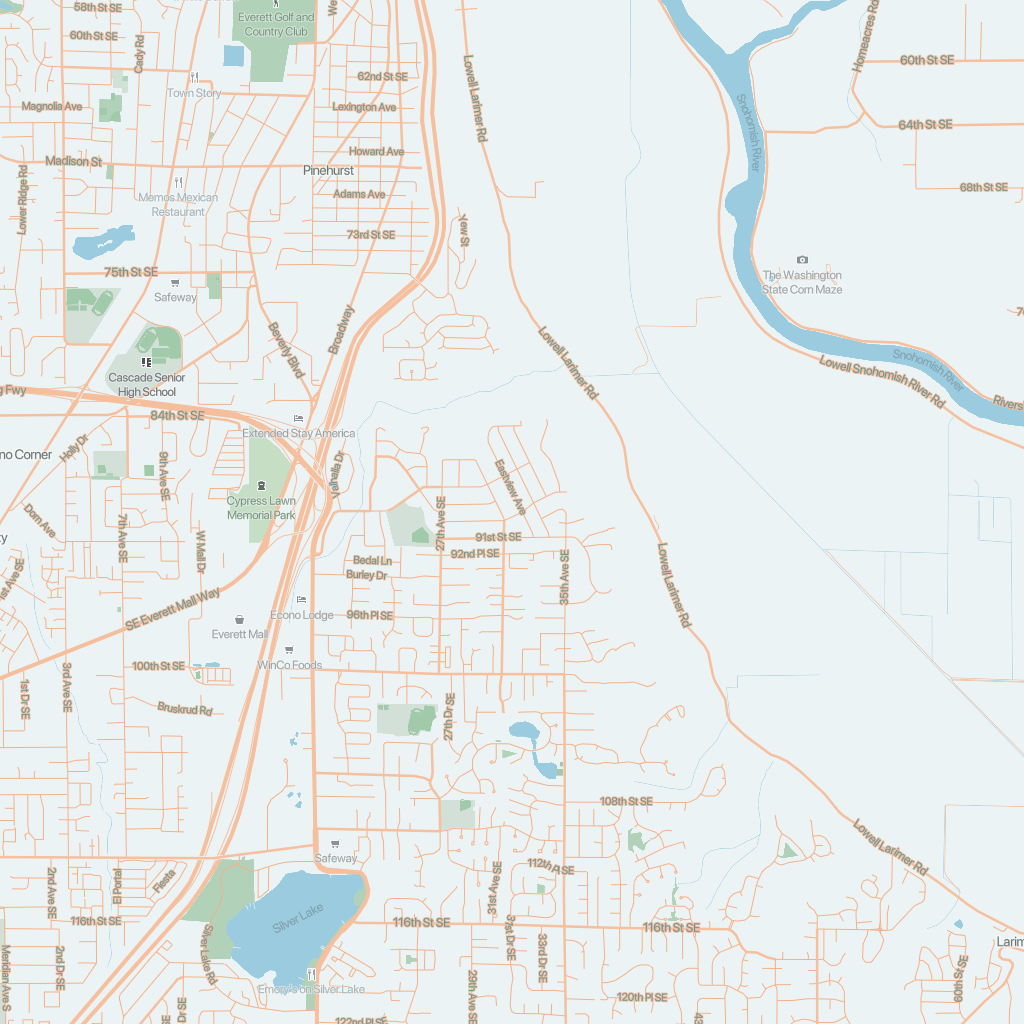 58th St SE
Everett Golf and
Country Club
60th St SE
Cady Rd
Homeacres Rd
60th St SE
Town Story
62nd St SE
Lowell Larimer Rd
Magnolia Ave
Lexington Ave
Snohomish River
64th St SE
Madison St
Howard Ave
Pinehurst
Lower Ridge Rd
Memos Mexican
Restaurant
Adams Ave
68th St SE
Yew St
73rd St SE
75th St SE
Safeway
The Washington
State Corn Maze
Beverly Blvd
Broadway
Lowell Larimer Rd
Snohomish River
Lowell Snohomish River Rd
Cascade Senior
High School
g Fwy
84th St SE
Extended Stay America
Holly Dr
no Corner
9th Ave SE
Valhalla Dr
Eastview Ave
Cypress Lawn
Memorial Park
Dorn Ave
7th Ave SE
W Mall Dr
27th Ave SE
91st St SE
92nd Pl SE
35th Ave SE
Bedal Ln
Burley Dr
Lowell Larimer Rd
SE Everett Mall Way
Econo Lodge
96th Pl SE
Everett Mall
WinCo Foods
100th St SE
1st Dr SE
3rd Ave SE
Bruskrud Rd
27th Dr SE
108th St SE
Lowell Larimer Rd
Safeway
112th Pl SE
2nd Ave SE
El Portal
Fiesta
31st Ave SE
Silver Lake
116th St SE
116th St SE
116th St SE
37st Dr SE
33rd Dr SE
Silver Lake Rd
Meridian Ave S
2nd Dr SE
Larim
609th St SE
Emory's on Silver Lake
29th Ave SE
120th Pl SE
Dr SE
122nd Pl SE